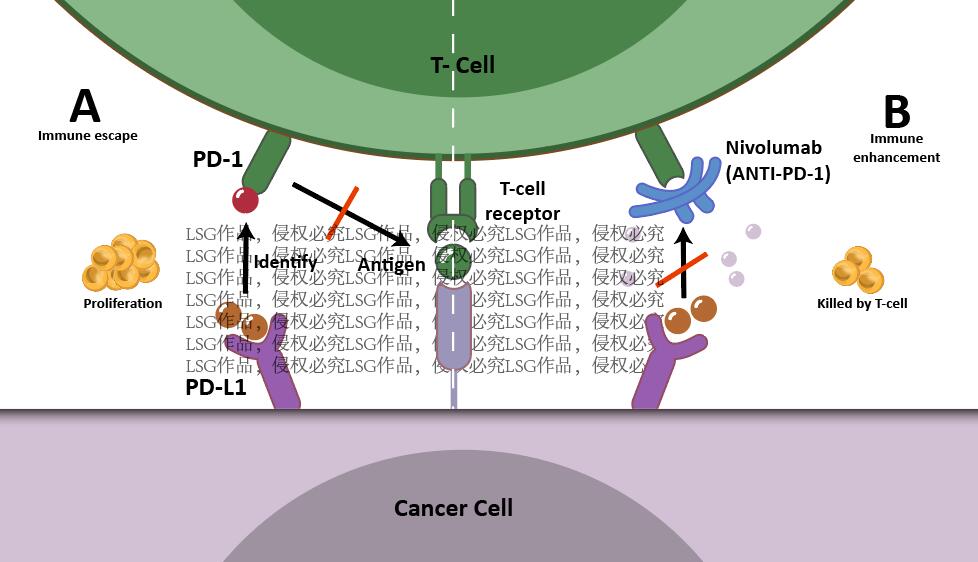 T- Cell
A
Immune escape
B
Immune
enhancement
PD-1
Nivolumab
(ANTI-PD-1)
T-cell
receptor
LSG作品，侵权必究LSG作品，侵权必究LSG作品，侵权必究
LSG作品，侵权必究LSG作品，侵权必究LSG作品，侵权必究
Identify
Antigen
LSG作品，侵权必究LSG作品，侵权必究LSG作品，侵权必究
LSG作品，侵权必究LSG作品，侵权必究LSG作品，侵权必究
Proliferation
Killed by T-cell
LSG作品，侵权必究LSG作品，侵权必究LSG作品，侵权必究
LSG作品，侵权必究LSG作品，侵权必究LSG作品，侵权必究
LSG作品，侵权必究LSG作品，侵权必究LSG作品，侵权必究
PD-L1
Cancer Cell